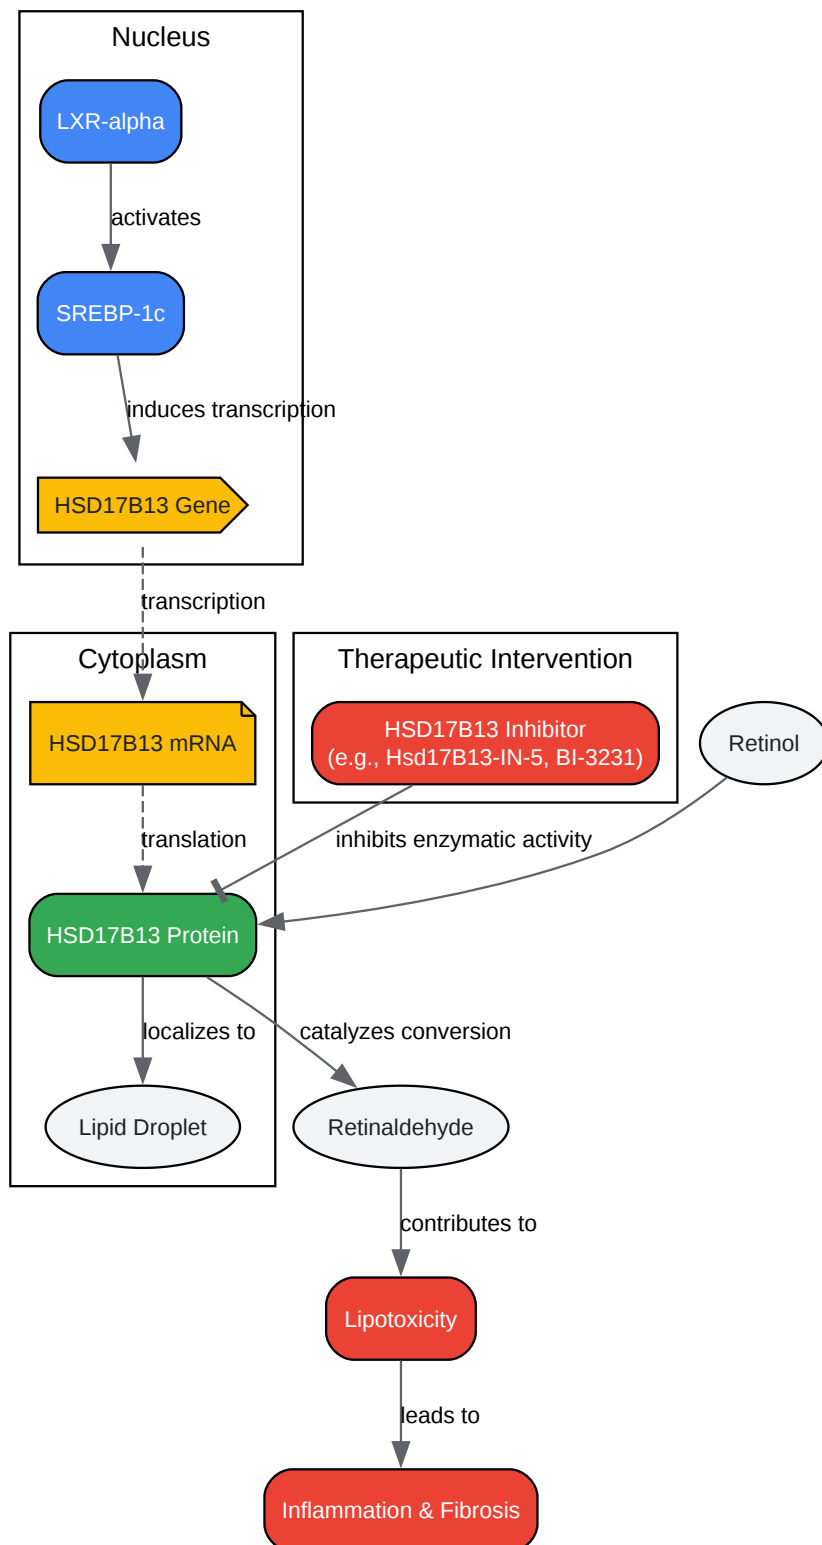 Nucleus
LXR-alpha
activates
SREBP-1c
induces transcription
HSD17B13 Gene
transcription
Cytoplasm
Therapeutic Intervention
HSD17B13 mRNA
HSD17B13 Inhibitor
(e.g., Hsd17B13-IN-5, BI-3231)
Retinol
translation
inhibits enzymatic activity
HSD17B13 Protein
localizes to
catalyzes conversion
Lipid Droplet
Retinaldehyde
contributes to
Lipotoxicity
leads to
Inflammation & Fibrosis